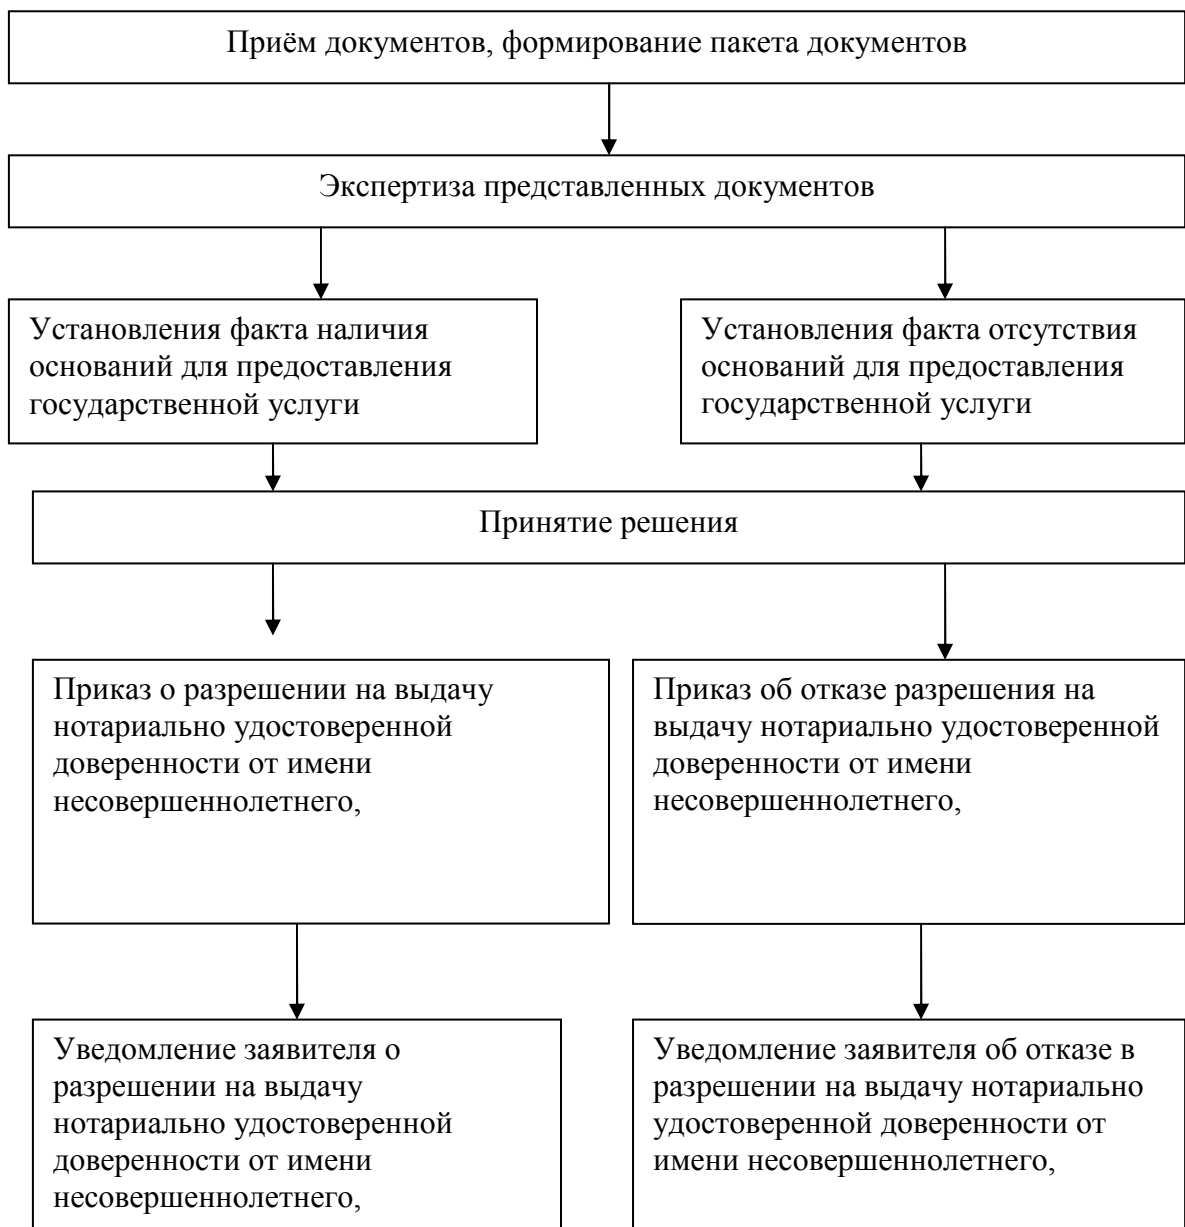 Приём документов, формирование пакета документов
Экспертиза представленных документов
Установления факта наличия
оснований для предоставления
государственной услуги
Установления факта отсутствия
оснований для предоставления
государственной услуги
Принятие решения
Приказ о разрешении на выдачу
нотариально удостоверенной
доверенности от имени
несовершеннолетнего,
Приказ об отказе разрешения на
выдачу нотариально удостоверенной
доверенности от имени
несовершеннолетнего,
Уведомление заявителя о
разрешении на выдачу
нотариально удостоверенной
доверенности от имени
несовершеннолетнего,
Уведомление заявителя об отказе в
разрешении на выдачу нотариально
удостоверенной доверенности от
имени несовершеннолетнего,